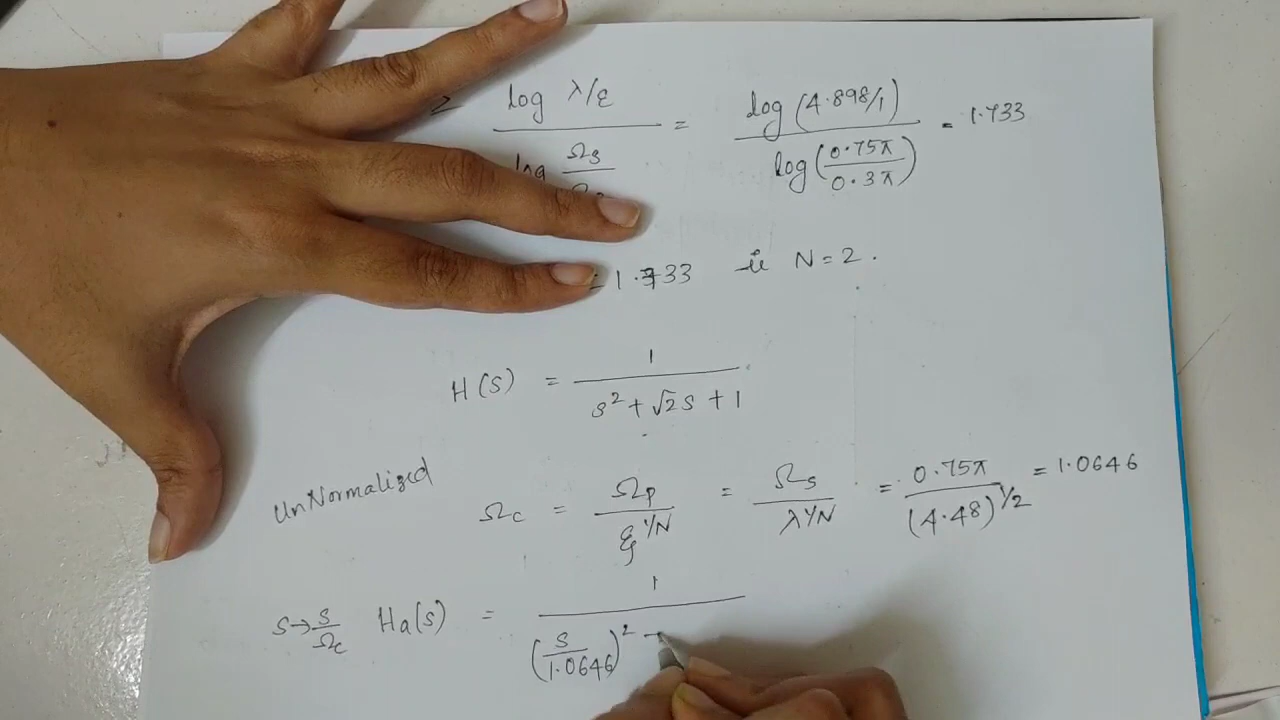 ≥ log λ/ε / log Ωs/Ω = log (4.898/1) / log (0.75π/0.3π) = 1.733
= 1.733 ie N = 2 .
H(s) = 1 / s² + √2s + 1
UnNormalized Ωc = Ωp / ξ^1/N = Ωs / λ^1/N = 0.75π / (4.48)^1/2 = 1.0646
s → s/Ωc Ha(s) = 1 / (s/1.0646)² +